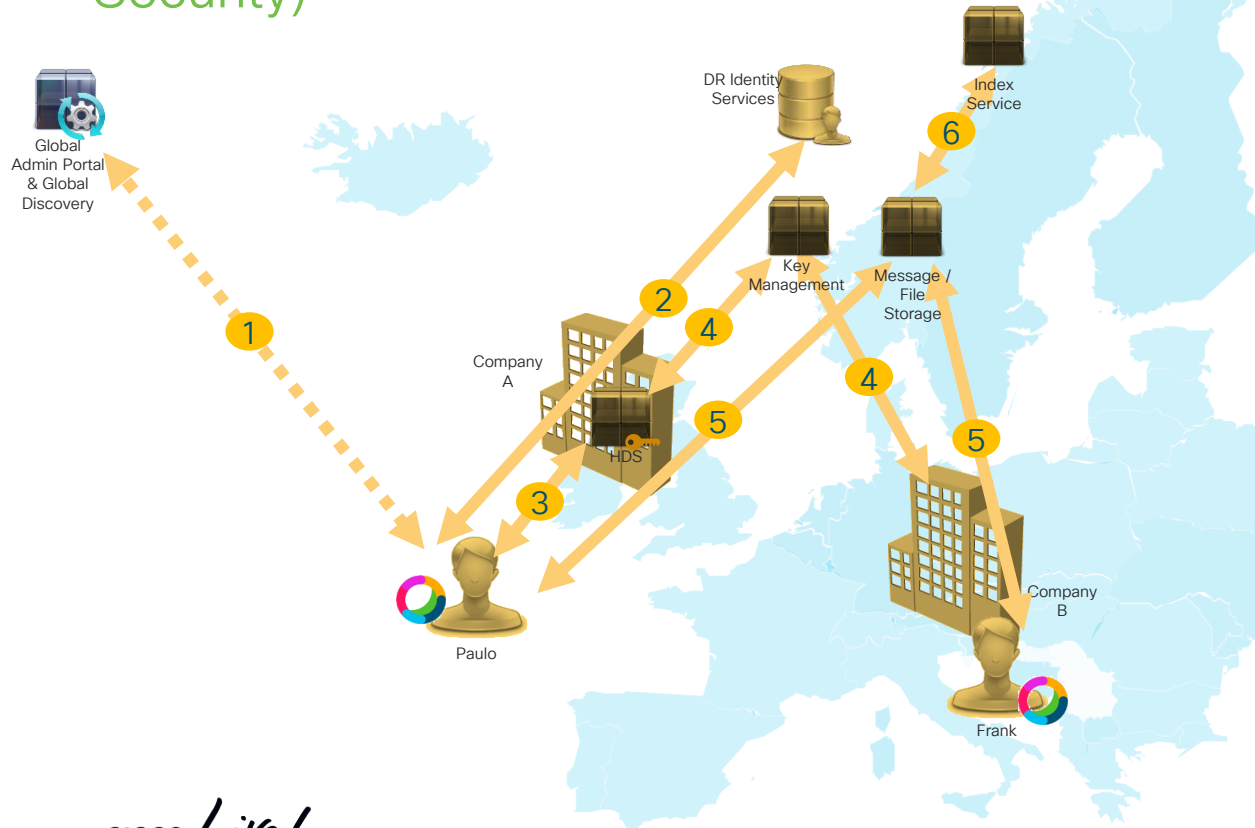 Security)
DR Identity
Services
Index
Service
6
Global
Admin Portal
& Global
Discovery
Key
Management
Message /
File
Storage
2
4
1
Company
A
4
5
5
HDS
3
Company
B
Paulo
Frank